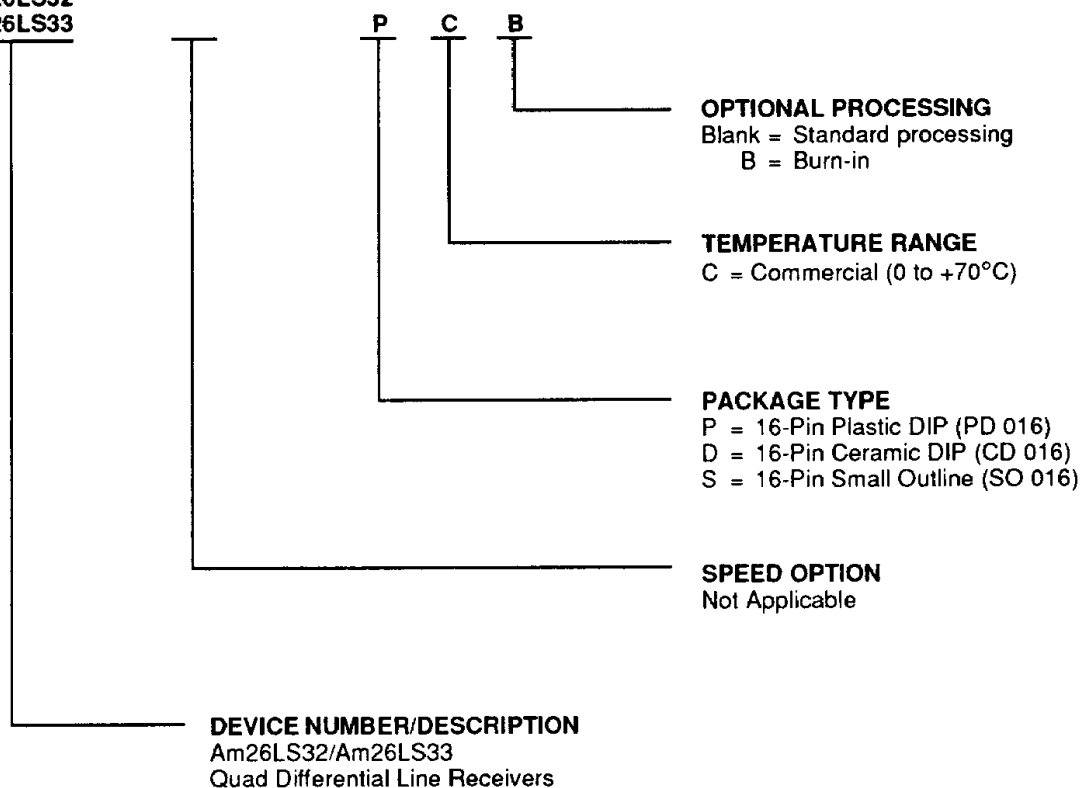 26LS33
P C B
OPTIONAL PROCESSING
Blank = Standard processing
B = Burn-in
TEMPERATURE RANGE
C = Commercial (0 to +70°C)
PACKAGE TYPE
P = 16-Pin Plastic DIP (PD 016)
D = 16-Pin Ceramic DIP (CD 016)
S = 16-Pin Small Outline (SO 016)
SPEED OPTION
Not Applicable
DEVICE NUMBER/DESCRIPTION
Am26LS32/Am26LS33
Quad Differential Line Receivers